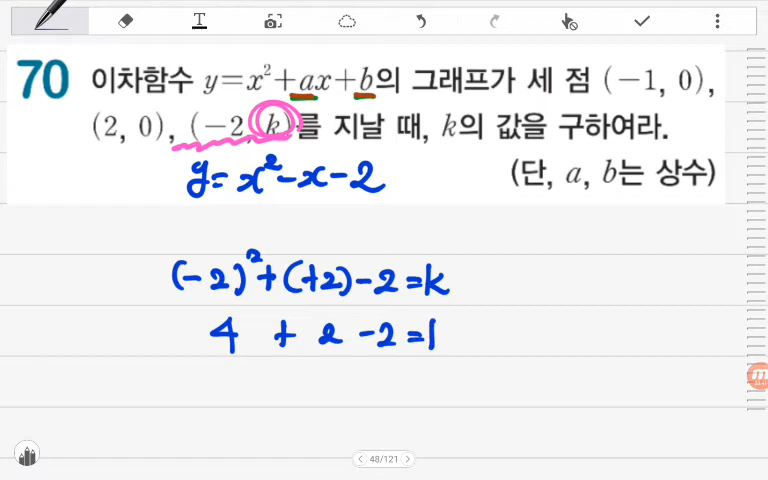 70 이차함수 y=x²+ax+b의 그래프가 세 점 (−1, 0),
(2, 0), (−2, k)를 지날 때, k의 값을 구하여라.
(단, a, b는 상수)
y=x²-x-2
(-2)²+(+2)-2=k
4 + 2 -2=1
48/121